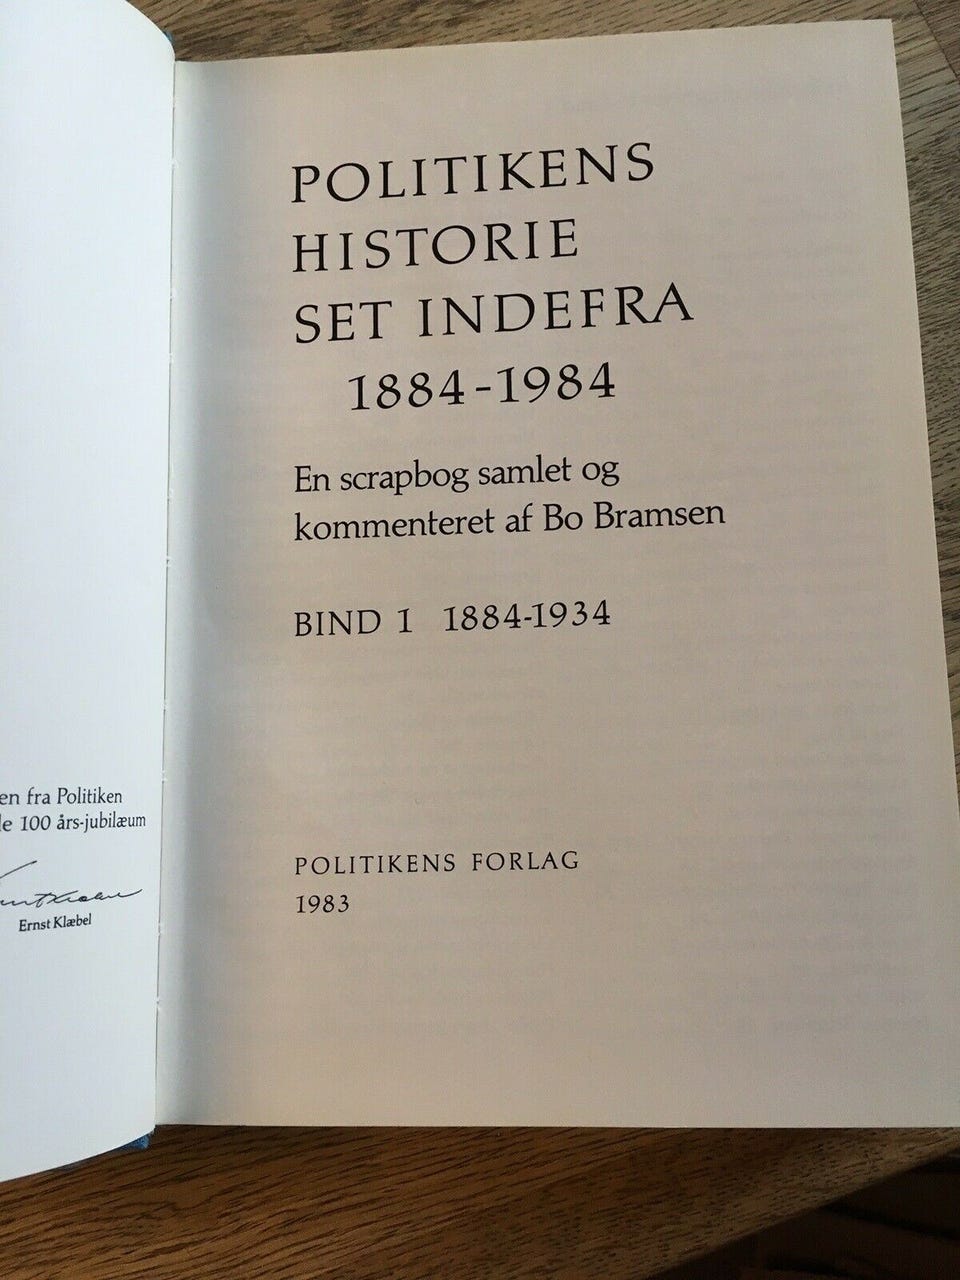 en fra Politiken
le 100 års-jubilæum
Ernst Klæbel
POLITIKENS
HISTORIE
SET INDEFRA
1884-1984
En scrapbog samlet og
kommenteret af Bo Bramsen
BIND 1 1884-1934
POLITIKENS FORLAG
1983